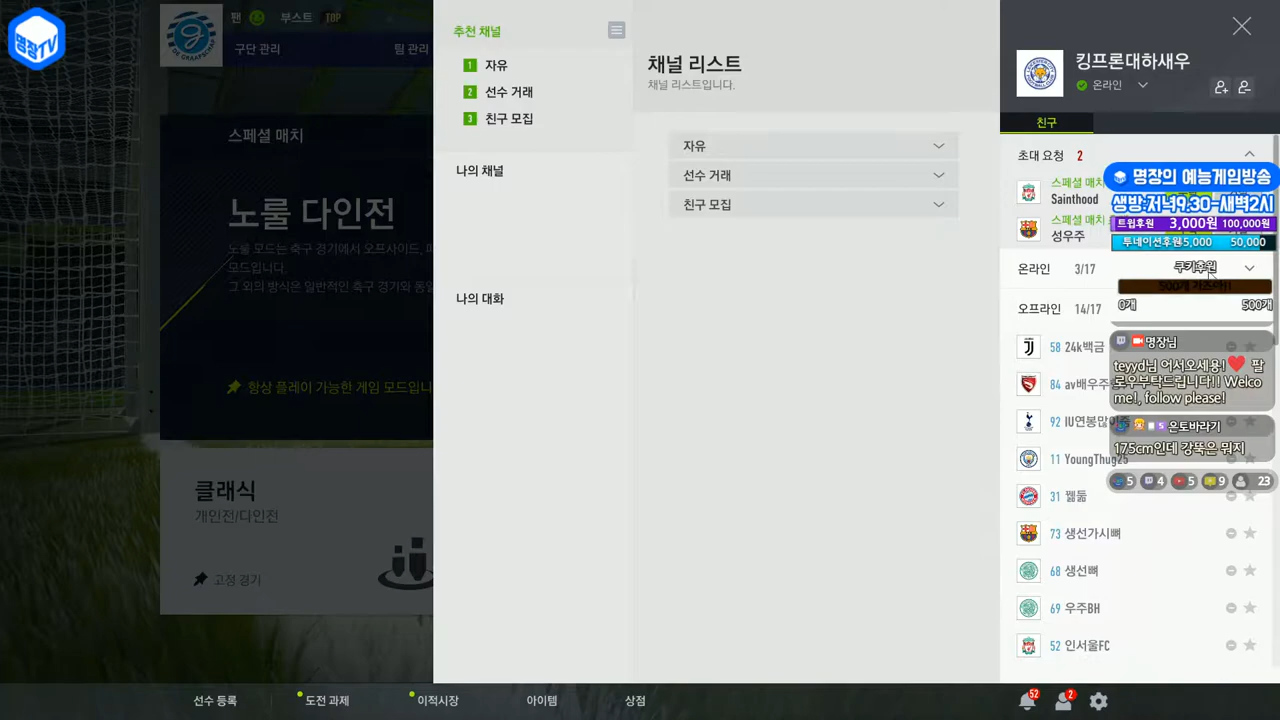 명장TV
DE GRAAFSCHAP
팬
부스트 TOP
구단 관리
팀 관리
스페셜 매치
노룰 다인전
노룰 모드는 축구 경기에서 오프사이드,
모드입니다.
그 외의 방식은 일반적인 축구 경기와 동일
항상 플레이 가능한 게임 모드입니
클래식
개인전/다인전
고정 경기
추천 채널
1 자유
2 선수 거래
3 친구 모집
나의 채널
나의 대화
채널 리스트
채널 리스트입니다.
자유
선수 거래
친구 모집
킹프론대하새우
온라인
친구
초대 요청 2
스페셜 매치
Sainthood
스페셜 매치
성우주
온라인 3/17
오프라인 14/17
58 24k백금
84 av배우주
92 IU연봉많이줌
11 YoungThug25
31 꿻둛
73 생선가시뼈
68 생선뼈
69 우주BH
52 인서울FC
명장의 예능게임방송
생방:저녁9:30-새벽2시
트윕후원 3,000원 100,000원
투네이션후원 5,000 50,000
쿠키후원
500개 가즈아!!
0개 500개
명장님
teyyd님 어서오세용!❤ 팔
로우부탁드립니다!! Welco
me!, follow please!
은토바라기
175cm인데 강뚝은 뭐지
5 4 5 9 23
선수 등록
도전 과제
이적시장
아이템
상점
52
2